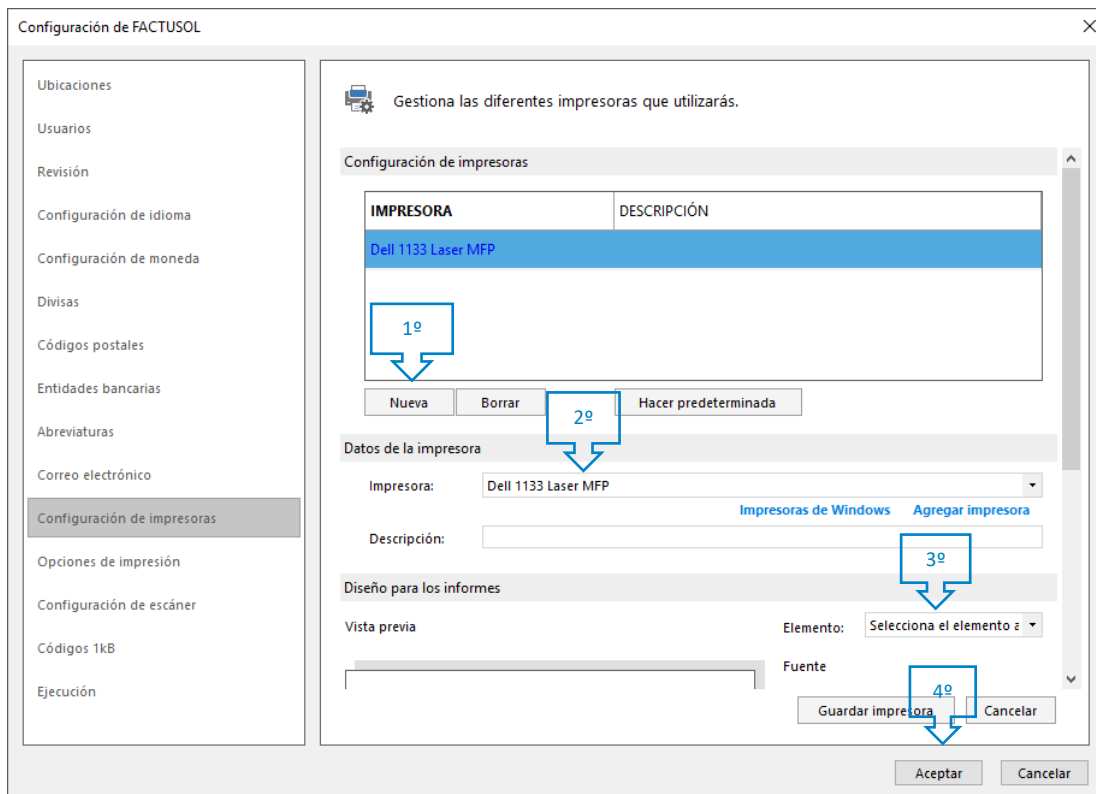 Configuración de FACTUSOL
Ubicaciones
Usuarios
Revisión
Configuración de idioma
Configuración de moneda
Divisas
Códigos postales
Entidades bancarias
Abreviaturas
Correo electrónico
Configuración de impresoras
Opciones de impresión
Configuración de escáner
Códigos 1kB
Ejecución
Gestiona las diferentes impresoras que utilizarás.
Configuración de impresoras
IMPRESORA DESCRIPCIÓN
Dell 1133 Laser MFP
1º
Nueva Borrar Hacer predeterminada
2º
Datos de la impresora
Impresora: Dell 1133 Laser MFP
Impresoras de Windows Agregar impresora
Descripción:
3º
Diseño para los informes
Vista previa
Elemento: Selecciona el elemento a
Fuente
4º
Guardar impresora Cancelar
Aceptar Cancelar